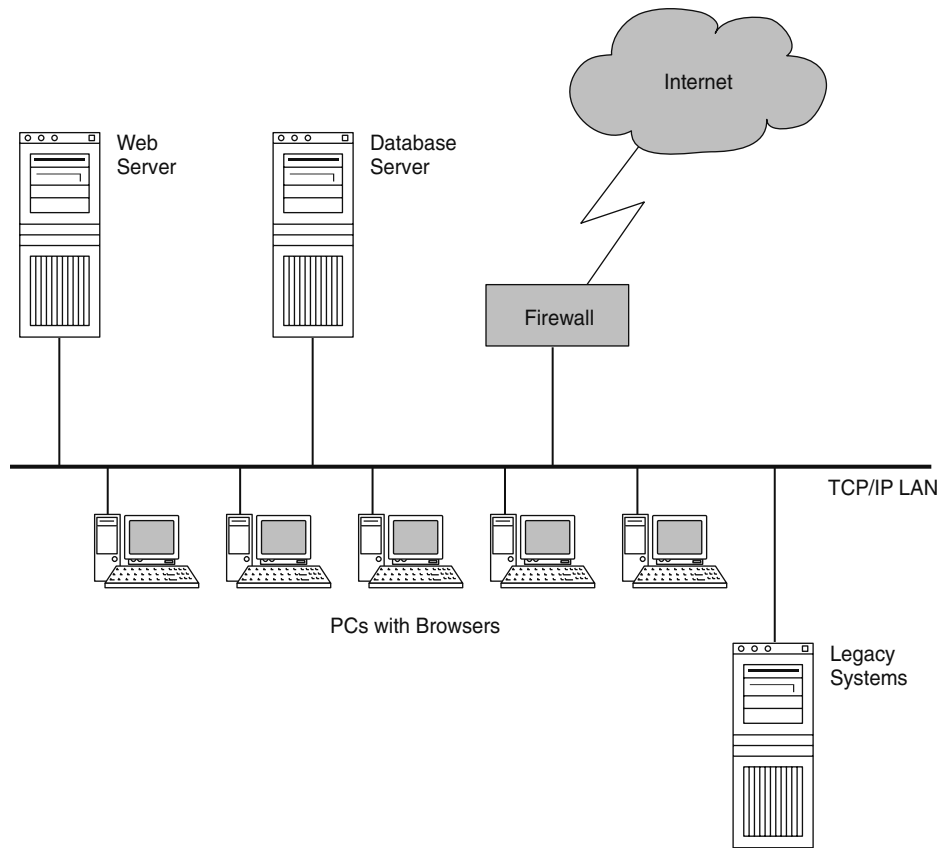 Internet
Web
Server
Database
Server
Firewall
TCP/IP LAN
PCs with Browsers
Legacy
Systems